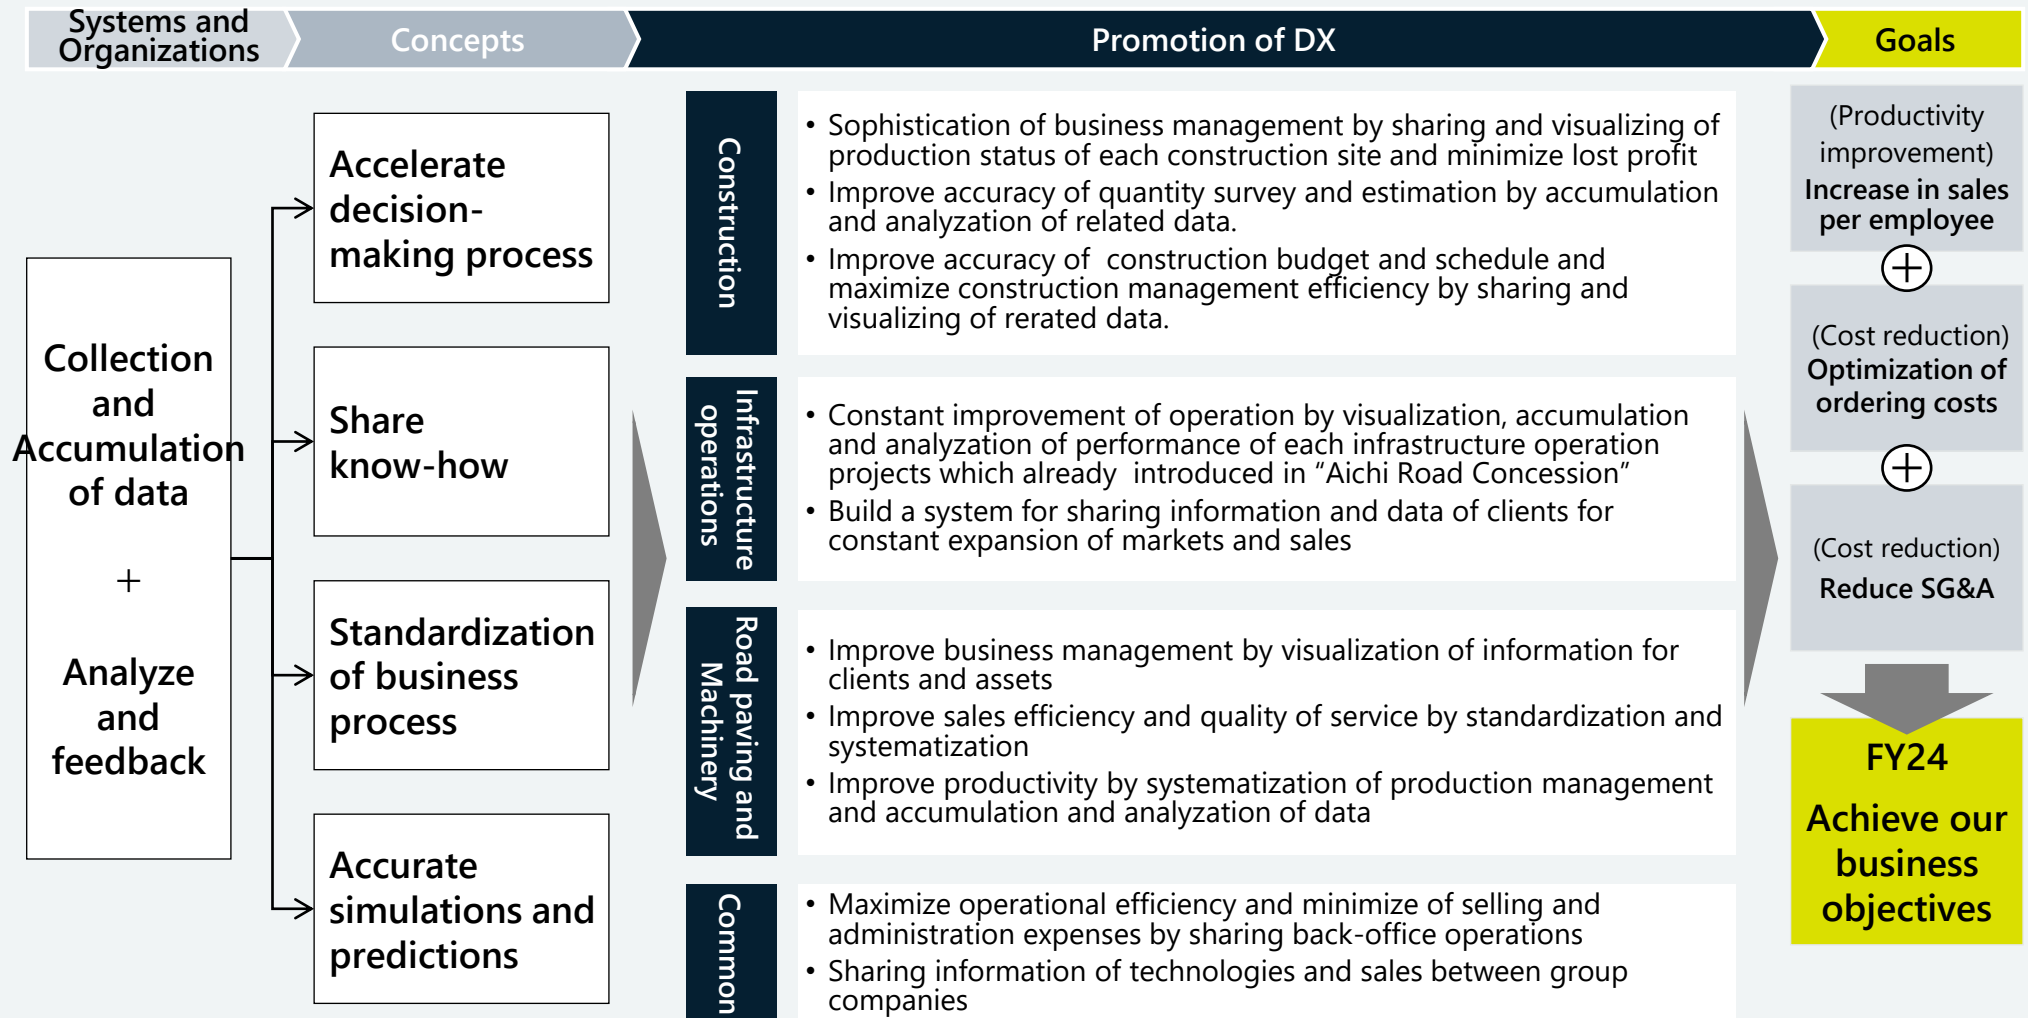 Systems and
Organizations
Concepts
Promotion of DX
Goals
Collection
and
Accumulation
of data
+
Analyze
and
feedback
Accelerate
decision-
making process
Share
know-how
Standardization
of business
process
Accurate
simulations and
predictions
Construction
• Sophistication of business management by sharing and visualizing of
production status of each construction site and minimize lost profit
• Improve accuracy of quantity survey and estimation by accumulation
and analyzation of related data.
• Improve accuracy of  construction budget and schedule and
maximize construction management efficiency by sharing and
visualizing of rerated data.
Infrastructure
operations
• Constant improvement of operation by visualization, accumulation
and analyzation of performance of each infrastructure operation
projects which already  introduced in “Aichi Road Concession”
• Build a system for sharing information and data of clients for
constant expansion of markets and sales
Road paving and
Machinery
• Improve business management by visualization of information for
clients and assets
• Improve sales efficiency and quality of service by standardization and
systematization
• Improve productivity by systematization of production management
and accumulation and analyzation of data
Common
• Maximize operational efficiency and minimize of selling and
administration expenses by sharing back-office operations
• Sharing information of technologies and sales between group
companies
(Productivity
improvement)
Increase in sales
per employee
+
(Cost reduction)
Optimization of
ordering costs
+
(Cost reduction)
Reduce SG&A
FY24
Achieve our
business
objectives